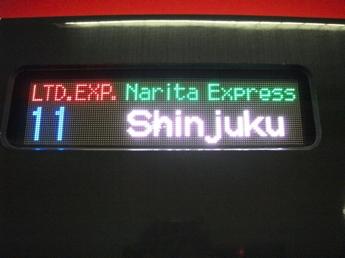 LTD.EXP. Narita Express
11 Shinjuku